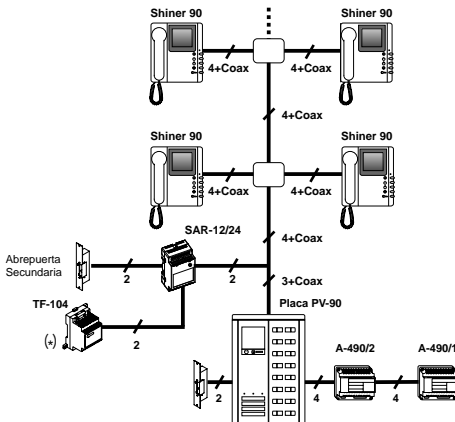 Shiner 90
Shiner 90
4+Coax
4+Coax
4+Coax
Shiner 90
Shiner 90
4+Coax
4+Coax
SAR-12/24
4+Coax
Abrepuerta
Secundaria
2
2
3+Coax
TF-104
Placa PV-90
(*)
2
A-490/2
A-490/1
2
4
4